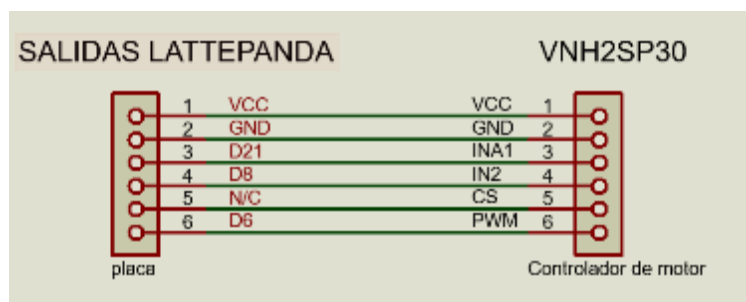 SALIDAS LATTEPANDA VNH2SP30
1 VCC VCC 1
2 GND GND 2
3 D21 INA1 3
4 D8 IN2 4
5 N/C CS 5
6 D6 PWM 6
placa Controlador de motor